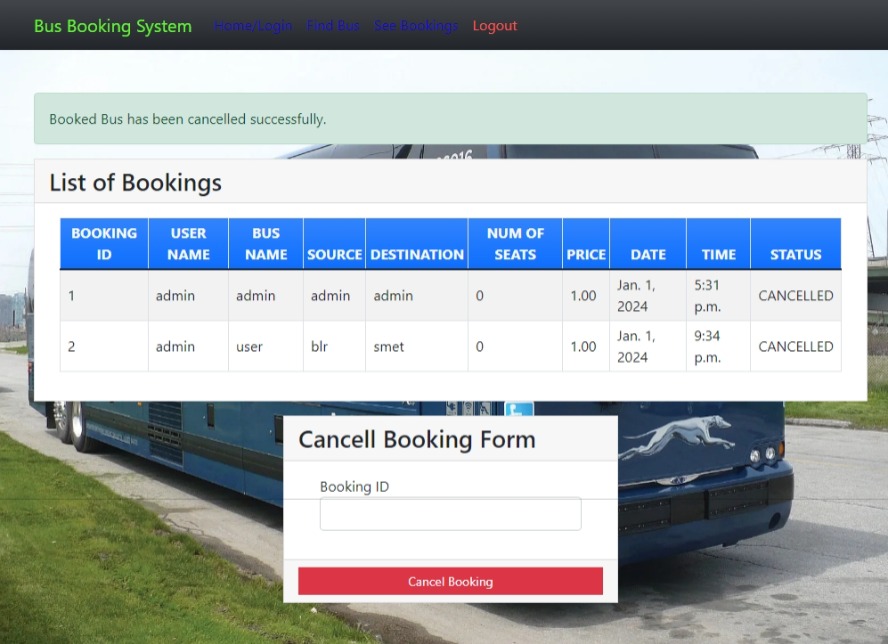 Bus Booking System Home/Login Find Bus See Bookings Logout
Booked Bus has been cancelled successfully.
List of Bookings
BOOKING ID USER NAME BUS NAME SOURCE DESTINATION NUM OF SEATS PRICE DATE TIME STATUS
1 admin admin admin admin 0 1.00 Jan. 1, 2024 5:31 p.m. CANCELLED
2 admin user blr smet 0 1.00 Jan. 1, 2024 9:34 p.m. CANCELLED
Cancell Booking Form
Booking ID
Cancel Booking